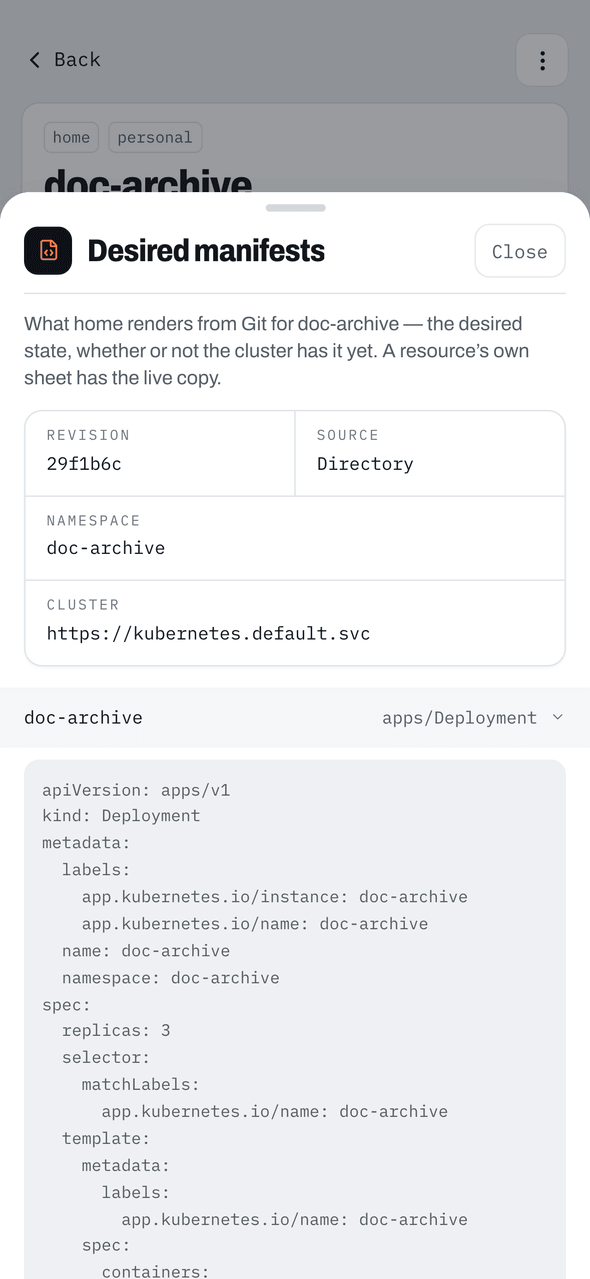 Back
home personal
doc-archive
Desired manifests
Close
What home renders from Git for doc-archive — the desired
state, whether or not the cluster has it yet. A resource’s own
sheet has the live copy.
REVISION SOURCE
29f1b6c Directory
NAMESPACE
doc-archive
CLUSTER
https://kubernetes.default.svc
doc-archive apps/Deployment
apiVersion: apps/v1
kind: Deployment
metadata:
  labels:
    app.kubernetes.io/instance: doc-archive
    app.kubernetes.io/name: doc-archive
  name: doc-archive
  namespace: doc-archive
spec:
  replicas: 3
  selector:
    matchLabels:
      app.kubernetes.io/name: doc-archive
  template:
    metadata:
      labels:
        app.kubernetes.io/name: doc-archive
    spec:
      containers: